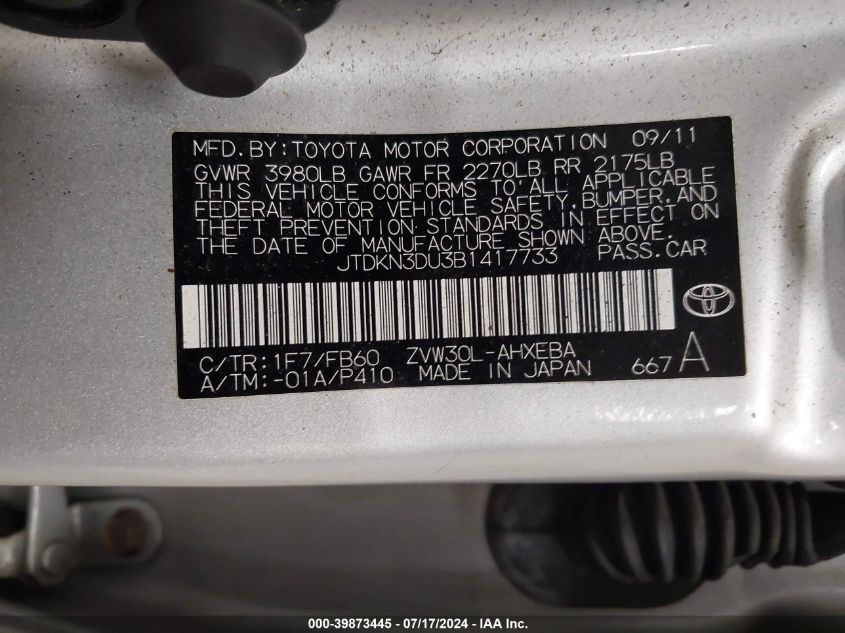 MFD.BY:TOYOTA MOTOR CORPORATION 09/11
GVWR 3980LB GAWR FR 2270LB RR 2175LB
THIS VEHICLE CONFORMS TO ALL APPLICABLE
FEDERAL MOTOR VEHICLE SAFETY,BUMPER,AND
THEFT PREVENTION STANDARDS IN EFFECT ON
THE DATE OF MANUFACTURE SHOWN ABOVE.
JTDKN3DU3B1417733 PASS.CAR
C/TR:1F7/FB60 ZVW30L-AHXEBA
A/TM:-01A/P410 MADE IN JAPAN 667 A
000-39873445 - 07/17/2024 - IAA Inc.